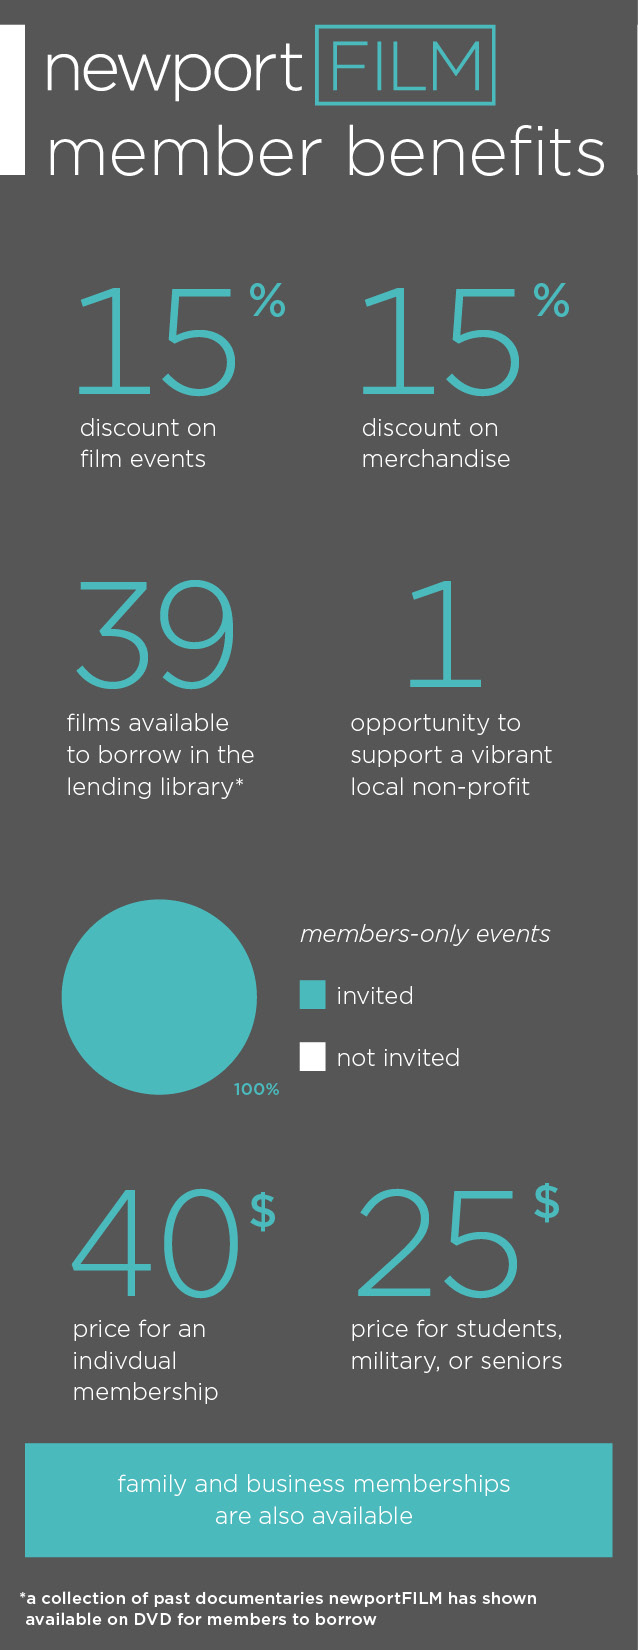 newport FILM
member benefits
15% 15%
discount on
film events
discount on
merchandise
39
films available
to borrow in the
lending library*
1
opportunity to
support a vibrant
local non-profit
members-only events
invited
not invited
100%
40$
price for an
indivdual
membership
25$
price for students,
military, or seniors
family and business memberships
are also available
*a collection of past documentaries newportFILM has shown
available on DVD for members to borrow